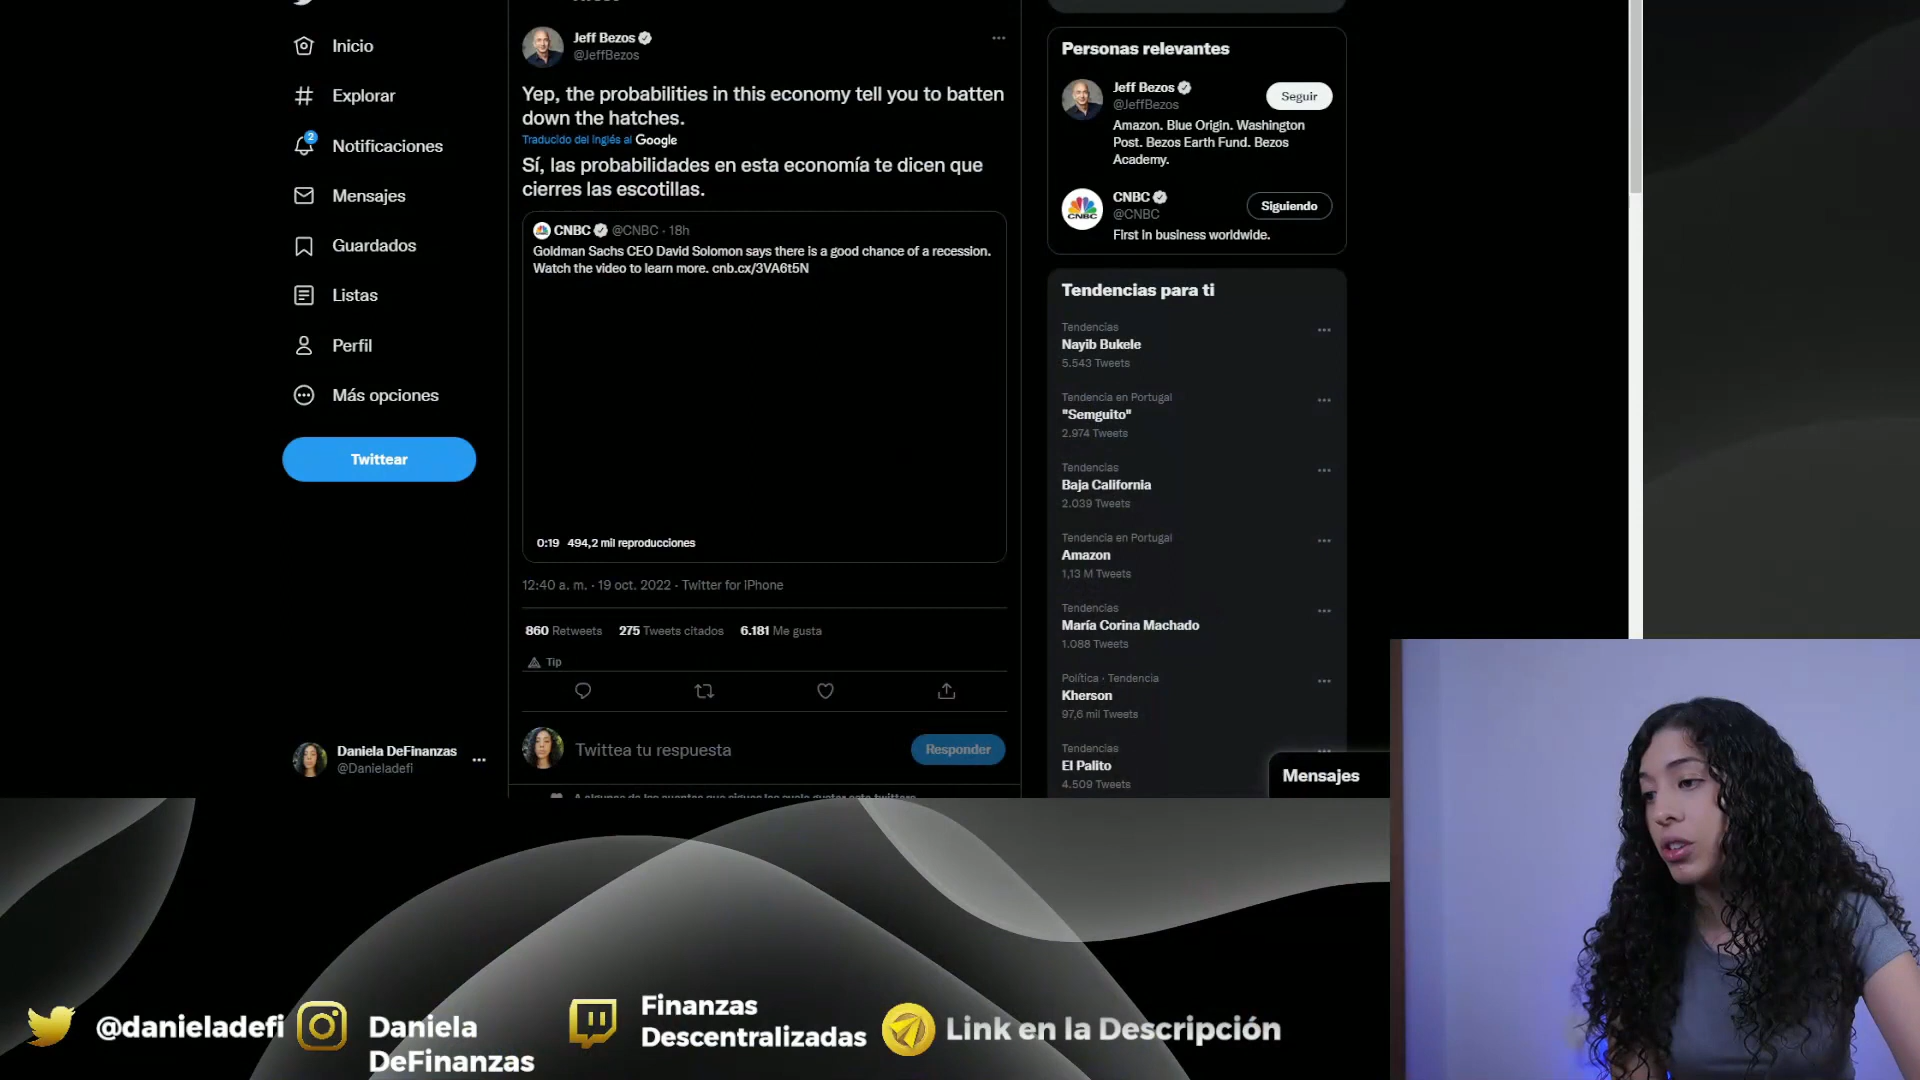 Inicio
Explorar
2
Notificaciones
Mensajes
Guardados
Listas
Perfil
Más opciones
Twittear
Daniela DeFinanzas
@Danieladefi
Jeff Bezos
@JeffBezos
Yep, the probabilities in this economy tell you to batten
down the hatches.
Traducido del inglés al Google
Sí, las probabilidades en esta economía te dicen que
cierres las escotillas.
CNBC @CNBC · 18h
Goldman Sachs CEO David Solomon says there is a good chance of a recession.
Watch the video to learn more. cnb.cx/3VA6t5N
0:19 494,2 mil reproducciones
12:40 a. m. · 19 oct. 2022 · Twitter for iPhone
860 Retweets 275 Tweets citados 6.181 Me gusta
Tip
Twittea tu respuesta
Responder
Personas relevantes
Jeff Bezos
@JeffBezos
Seguir
Amazon. Blue Origin. Washington
Post. Bezos Earth Fund. Bezos
Academy.
CNBC
CNBC
@CNBC
Siguiendo
First in business worldwide.
Tendencias para ti
Tendencias
Nayib Bukele
5.543 Tweets
Tendencia en Portugal
"Semguito"
2.974 Tweets
Tendencias
Baja California
2.039 Tweets
Tendencia en Portugal
Amazon
1,13 M Tweets
Tendencias
María Corina Machado
1.088 Tweets
Política · Tendencia
Kherson
97,6 mil Tweets
Tendencias
El Palito
4.509 Tweets
Mensajes
@danieladefi
Daniela
DeFinanzas
Finanzas
Descentralizadas
Link en la Descripción